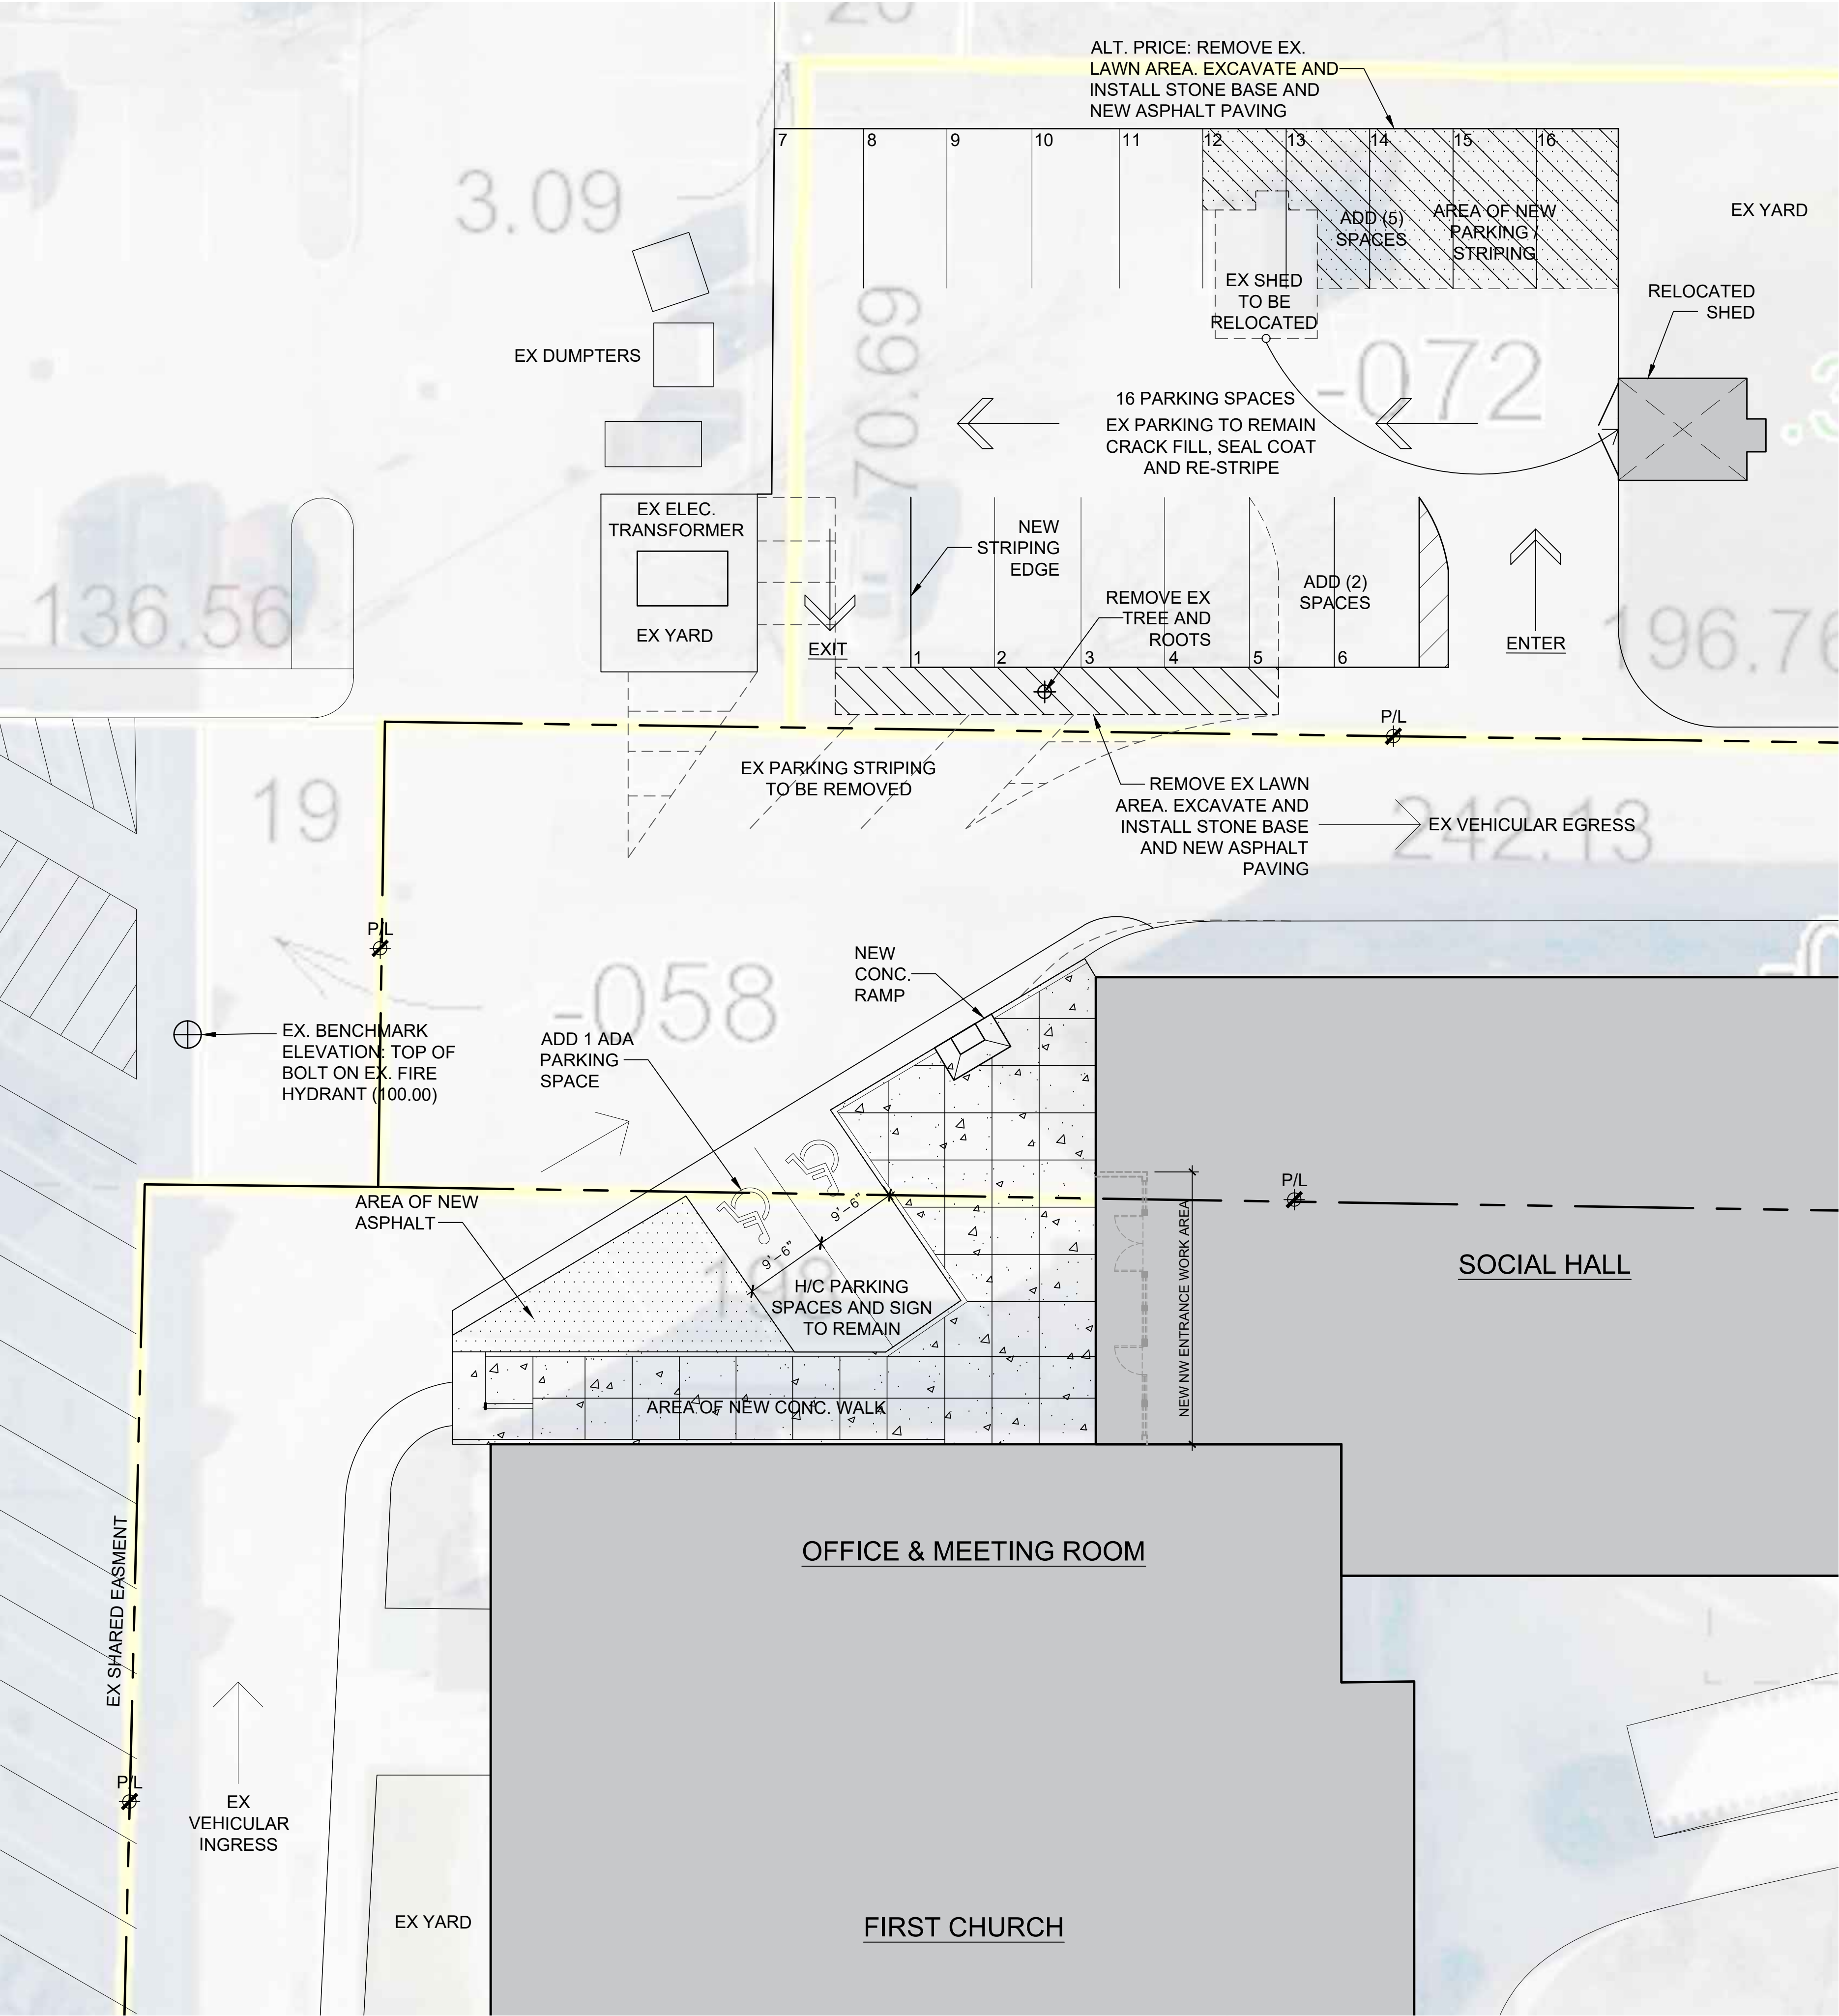 20
ALT. PRICE: REMOVE EX.
LAWN AREA. EXCAVATE AND
INSTALL STONE BASE AND
NEW ASPHALT PAVING
7
8
9
10
11
12
13
14
15
16
3.09
ADD (5)
SPACES
AREA OF NEW
PARKING /
STRIPING
EX YARD
EX SHED
TO BE
RELOCATED
RELOCATED
SHED
EX DUMPTERS
70.69
-072
.3
16 PARKING SPACES
EX PARKING TO REMAIN
CRACK FILL, SEAL COAT
AND RE-STRIPE
EX ELEC.
TRANSFORMER
EX YARD
NEW
STRIPING
EDGE
REMOVE EX
TREE AND
ROOTS
ADD (2)
SPACES
136.56
EXIT
ENTER
196.76
1
2
3
4
5
6
P/L
EX PARKING STRIPING
TO BE REMOVED
REMOVE EX LAWN
AREA. EXCAVATE AND
INSTALL STONE BASE
AND NEW ASPHALT
PAVING
EX VEHICULAR EGRESS
242.13
19
P/L
-058
NEW
CONC.
RAMP
EX. BENCHMARK
ELEVATION: TOP OF
BOLT ON EX. FIRE
HYDRANT (100.00)
ADD 1 ADA
PARKING
SPACE
AREA OF NEW
ASPHALT
9'-6"
9'-6"
198
H/C PARKING
SPACES AND SIGN
TO REMAIN
P/L
NEW NW ENTRANCE WORK AREA
SOCIAL HALL
AREA OF NEW CONC. WALK
OFFICE & MEETING ROOM
EX SHARED EASMENT
P/L
EX
VEHICULAR
INGRESS
EX YARD
FIRST CHURCH